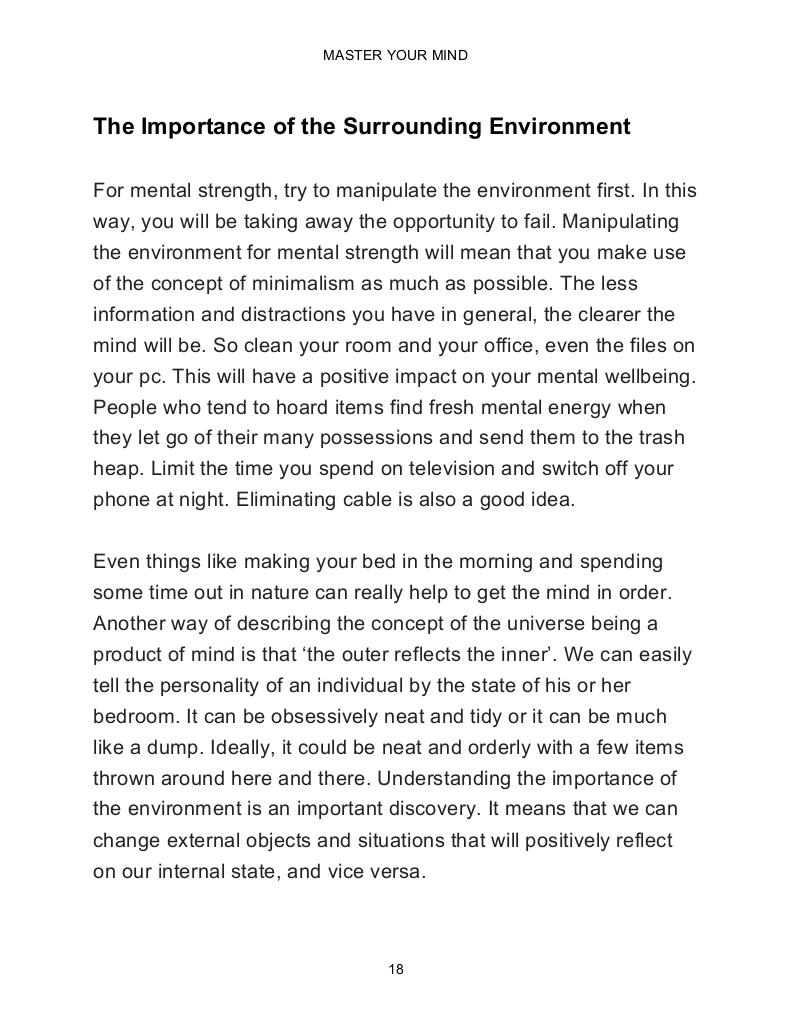 MASTER YOUR MIND
The Importance of the Surrounding Environment
For mental strength, try to manipulate the environment first. In this
way, you will be taking away the opportunity to fail. Manipulating
the environment for mental strength will mean that you make use
of the concept of minimalism as much as possible. The less
information and distractions you have in general, the clearer the
mind will be. So clean your room and your office, even the files on
your pc. This will have a positive impact on your mental wellbeing.
People who tend to hoard items find fresh mental energy when
they let go of their many possessions and send them to the trash
heap. Limit the time you spend on television and switch off your
phone at night. Eliminating cable is also a good idea.
Even things like making your bed in the morning and spending
some time out in nature can really help to get the mind in order.
Another way of describing the concept of the universe being a
product of mind is that ‘the outer reflects the inner’. We can easily
tell the personality of an individual by the state of his or her
bedroom. It can be obsessively neat and tidy or it can be much
like a dump. Ideally, it could be neat and orderly with a few items
thrown around here and there. Understanding the importance of
the environment is an important discovery. It means that we can
change external objects and situations that will positively reflect
on our internal state, and vice versa.
18